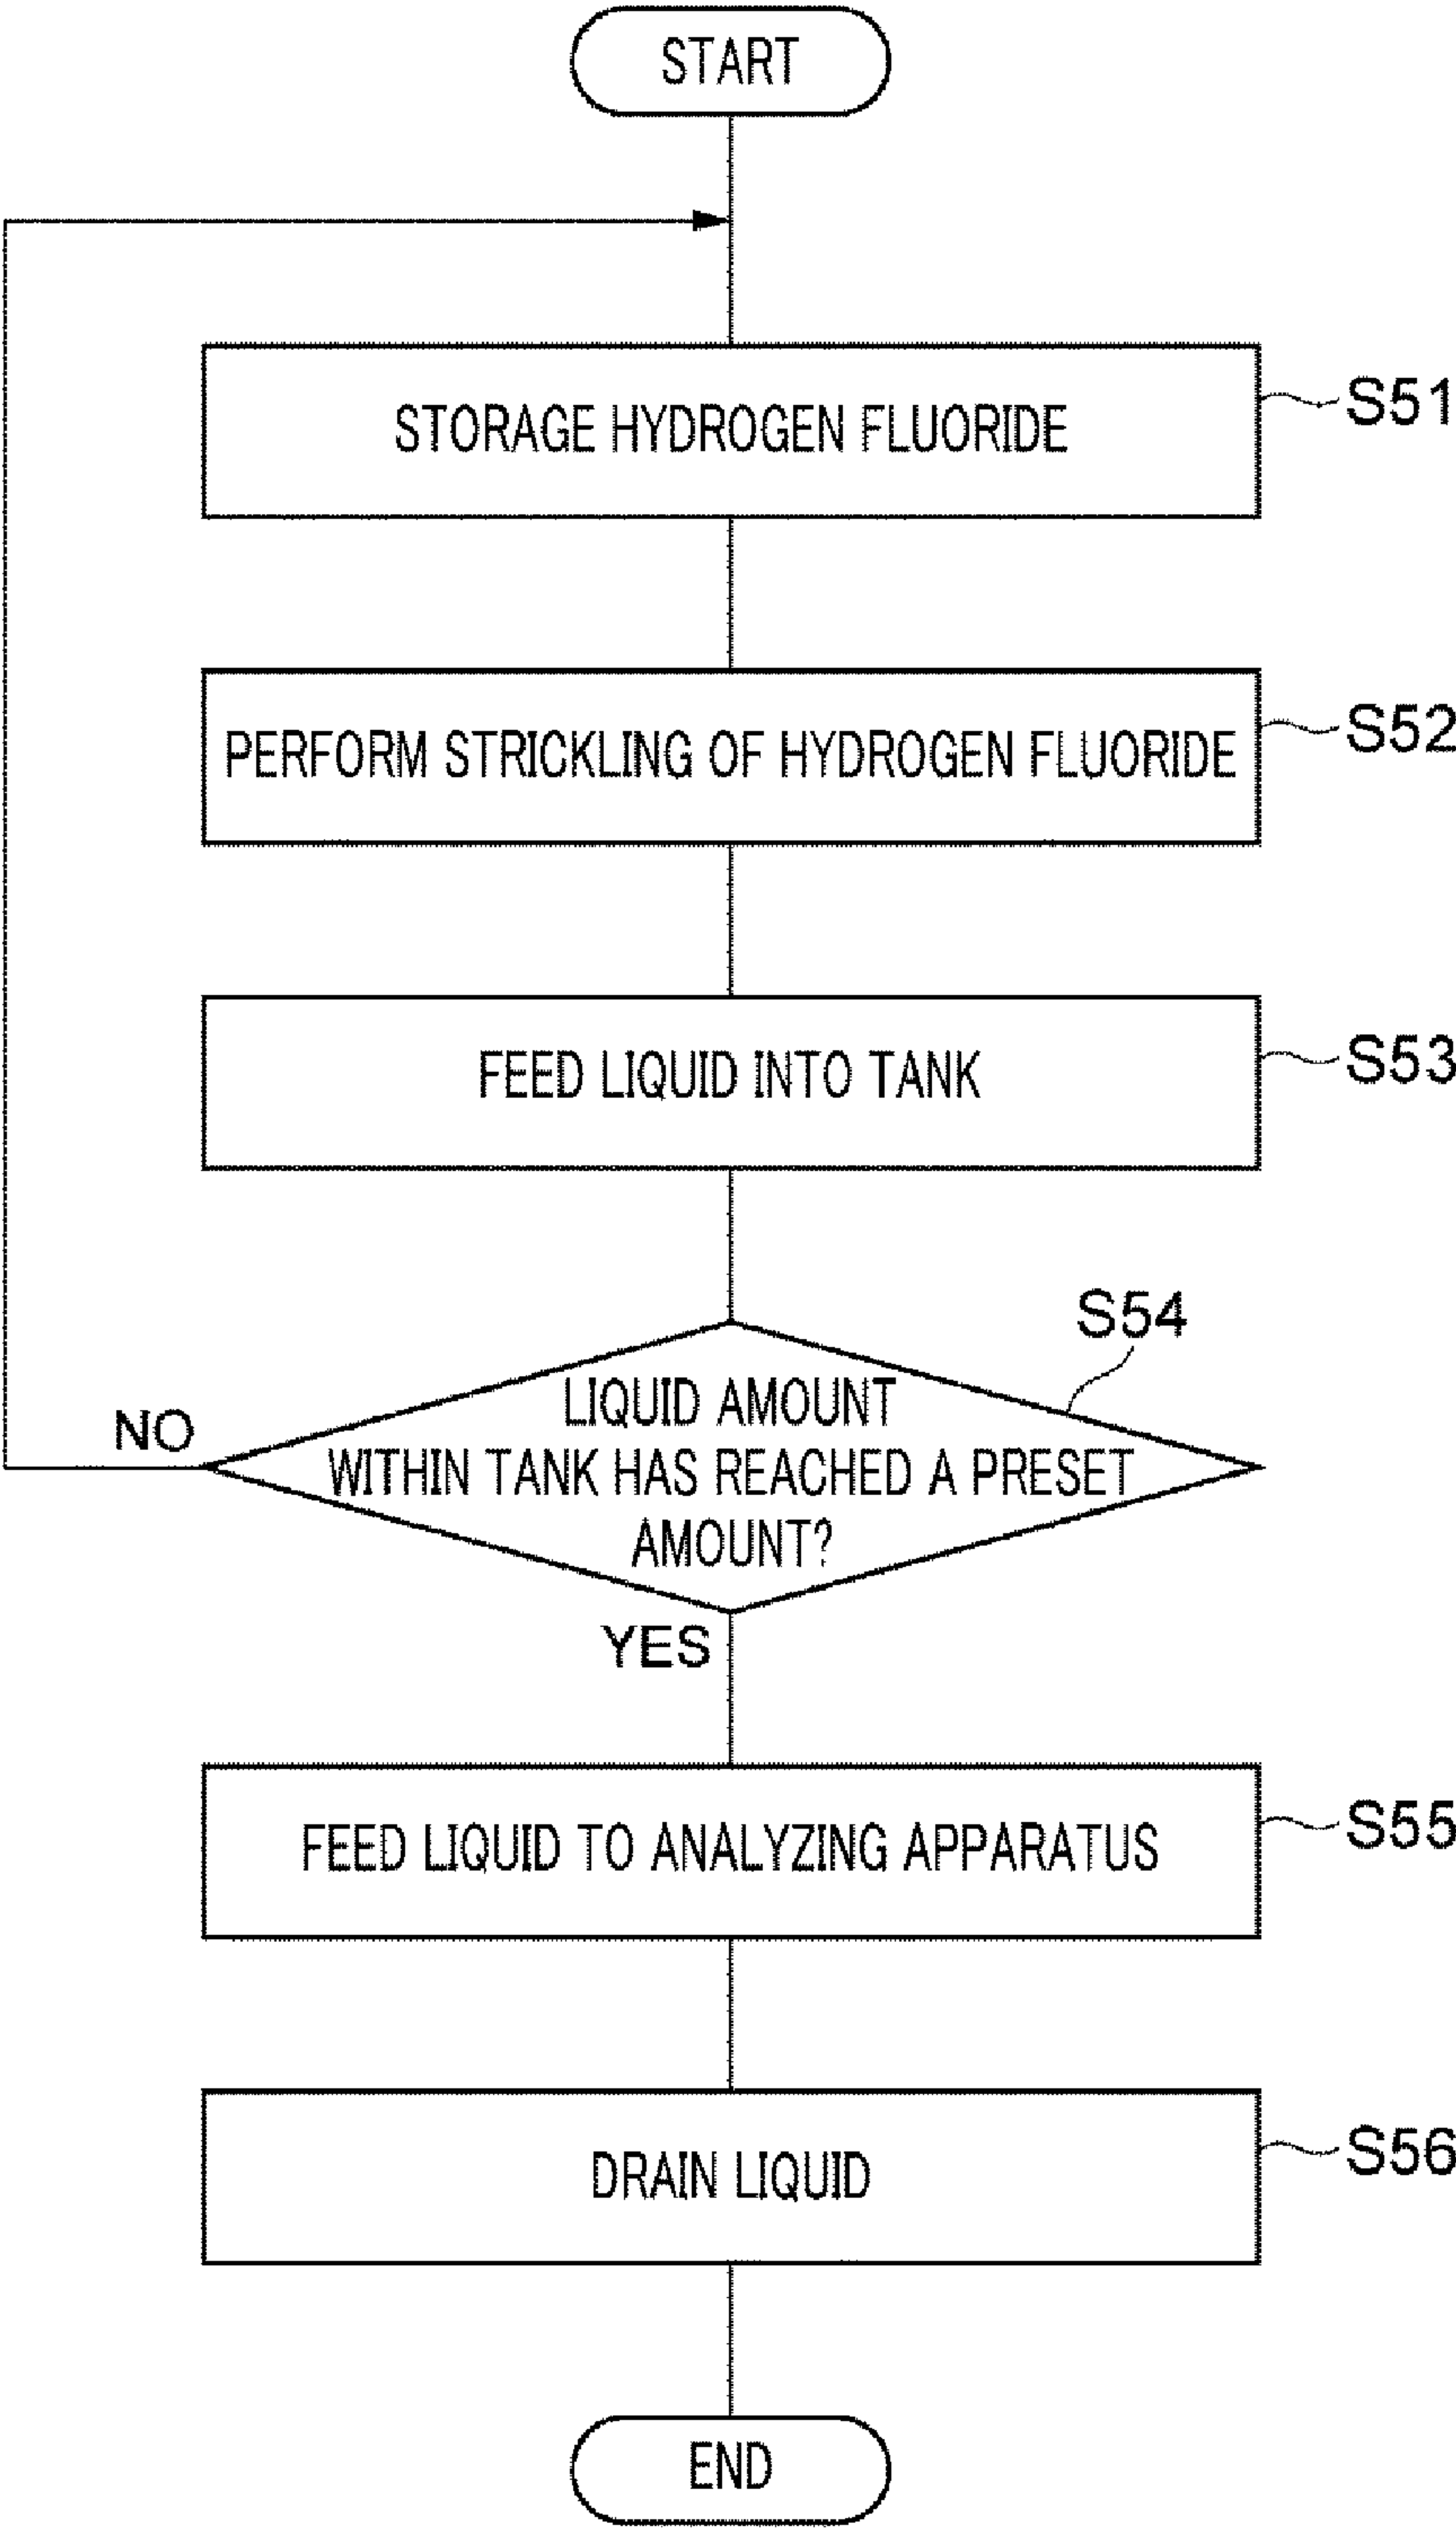 START
STORAGE HYDROGEN FLUORIDE
S51
PERFORM STRICKLING OF HYDROGEN FLUORIDE
S52
FEED LIQUID INTO TANK
S53
S54
LIQUID AMOUNT
WITHIN TANK HAS REACHED A PRESET
AMOUNT?
NO
YES
FEED LIQUID TO ANALYZING APPARATUS
S55
DRAIN LIQUID
S56
END